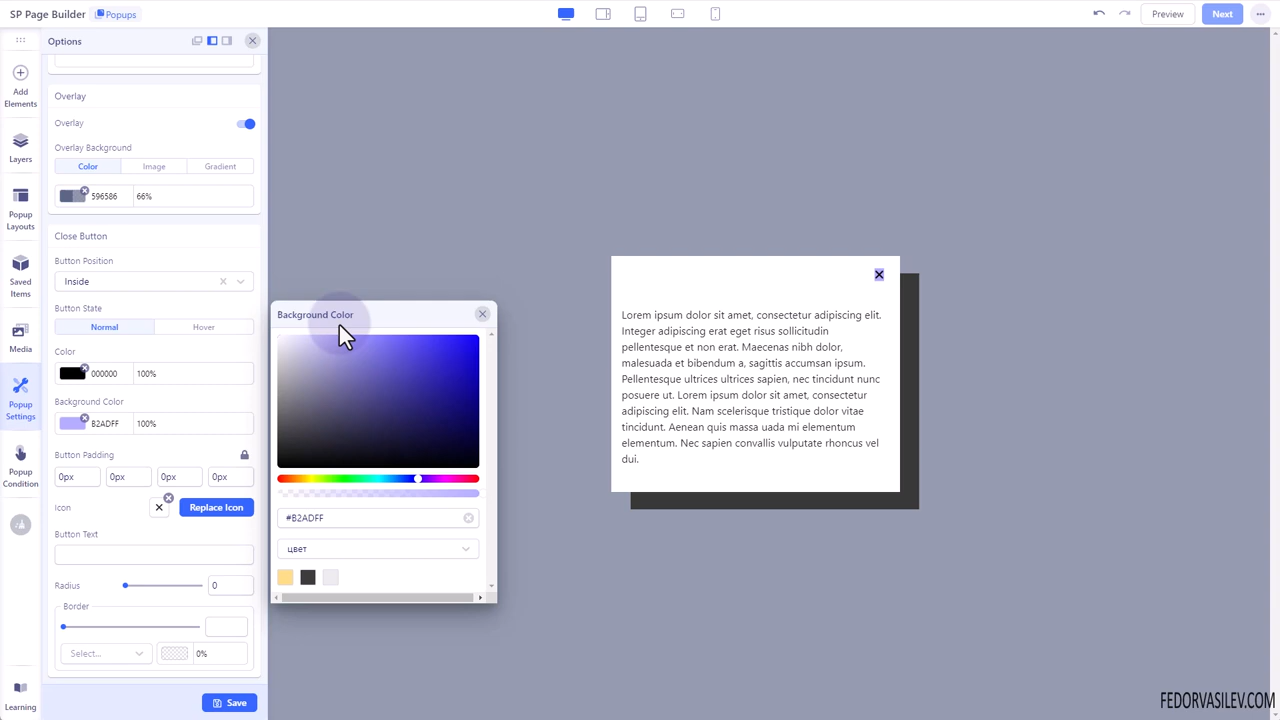 SP Page Builder Popups
Preview
Next
Options
Add
Elements
Layers
Popup
Layouts
Saved
Items
Media
Popup
Settings
Popup
Condition
Learning
Overlay
Overlay
Overlay Background
Color Image Gradient
596586 66%
Close Button
Button Position
Inside
Button State
Normal Hover
Color
000000 100%
Background Color
B2ADFF 100%
Button Padding
0px 0px 0px 0px
Icon Replace Icon
Button Text
Radius 0
Border
Select... 0%
Save
Background Color
#B2ADFF
цвет
Lorem ipsum dolor sit amet, consectetur adipiscing elit.
Integer adipiscing erat eget risus sollicitudin
pellentesque et non erat. Maecenas nibh dolor,
malesuada et bibendum a, sagittis accumsan ipsum.
Pellentesque ultrices ultrices sapien, nec tincidunt nunc
posuere ut. Lorem ipsum dolor sit amet, consectetur
adipiscing elit. Nam scelerisque tristique dolor vitae
tincidunt. Aenean quis massa uada mi elementum
elementum. Nec sapien convallis vulputate rhoncus vel
dui.
FEDORVASILEV.COM